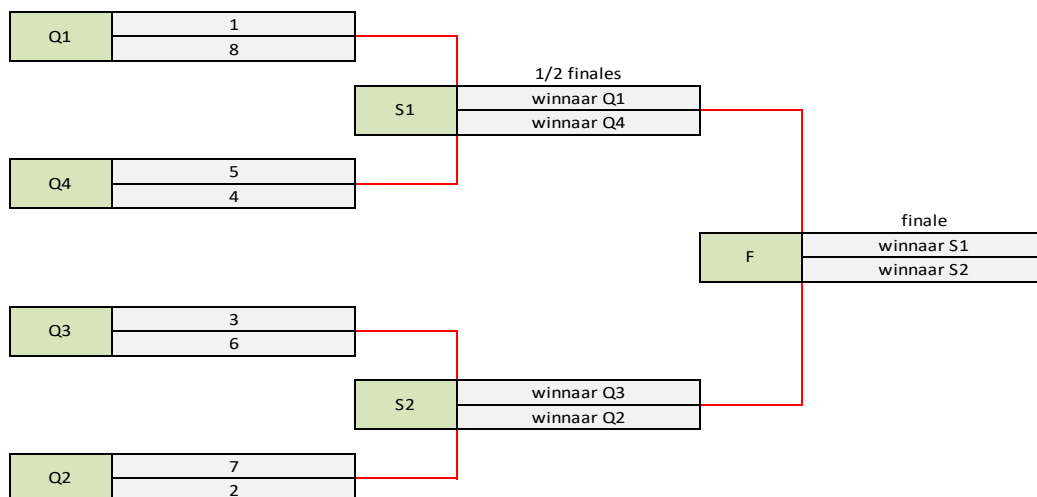 Q1
1
8
1/2 finales
S1
winnaar Q1
winnaar Q4
Q4
5
4
finale
F
winnaar S1
winnaar S2
Q3
3
6
S2
winnaar Q3
winnaar Q2
Q2
7
2